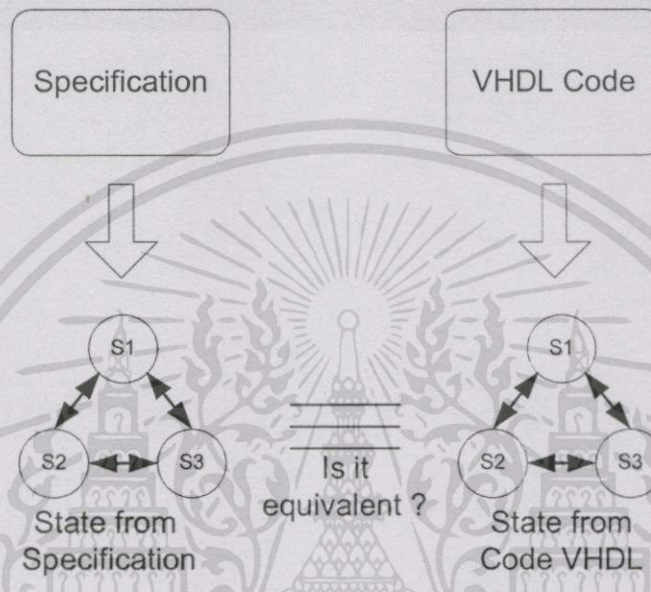 Specification
VHDL Code
S1
S2
S3
State from
Specification
Is it
equivalent ?
S1
S2
S3
State from
Code VHDL